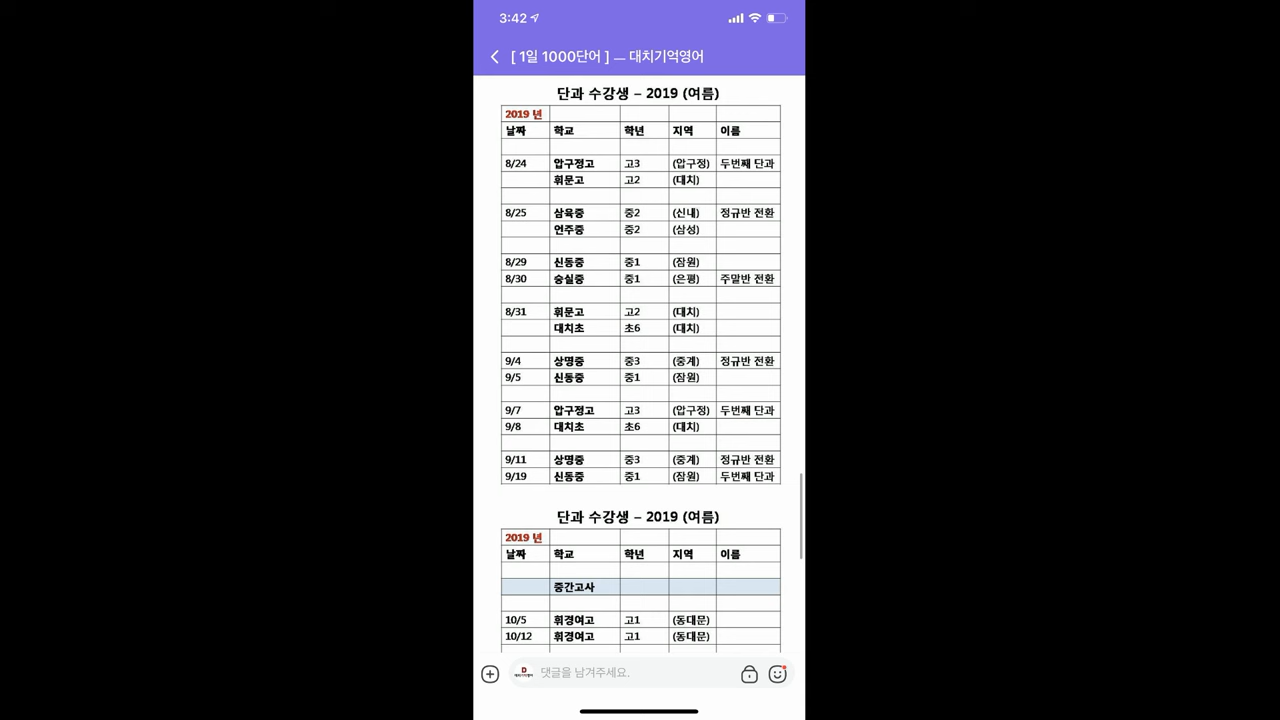 3:42
[ 1일 1000단어 ] — 대치기억영어
단과 수강생 – 2019 (여름)
2019 년
날짜 학교 학년 지역 이름
8/24 압구정고 고3 (압구정) 두번째 단과
휘문고 고2 (대치)
8/25 삼육중 중2 (신내) 정규반 전환
언주중 중2 (삼성)
8/29 신동중 중1 (잠원)
8/30 숭실중 중1 (은평) 주말반 전환
8/31 휘문고 고2 (대치)
대치초 초6 (대치)
9/4 상명중 중3 (중계) 정규반 전환
9/5 신동중 중1 (잠원)
9/7 압구정고 고3 (압구정) 두번째 단과
9/8 대치초 초6 (대치)
9/11 상명중 중3 (중계) 정규반 전환
9/19 신동중 중1 (잠원) 두번째 단과
단과 수강생 – 2019 (여름)
2019 년
날짜 학교 학년 지역 이름
중간고사
10/5 휘경여고 고1 (동대문)
10/12 휘경여고 고1 (동대문)
D 대치기억영어 댓글을 남겨주세요.